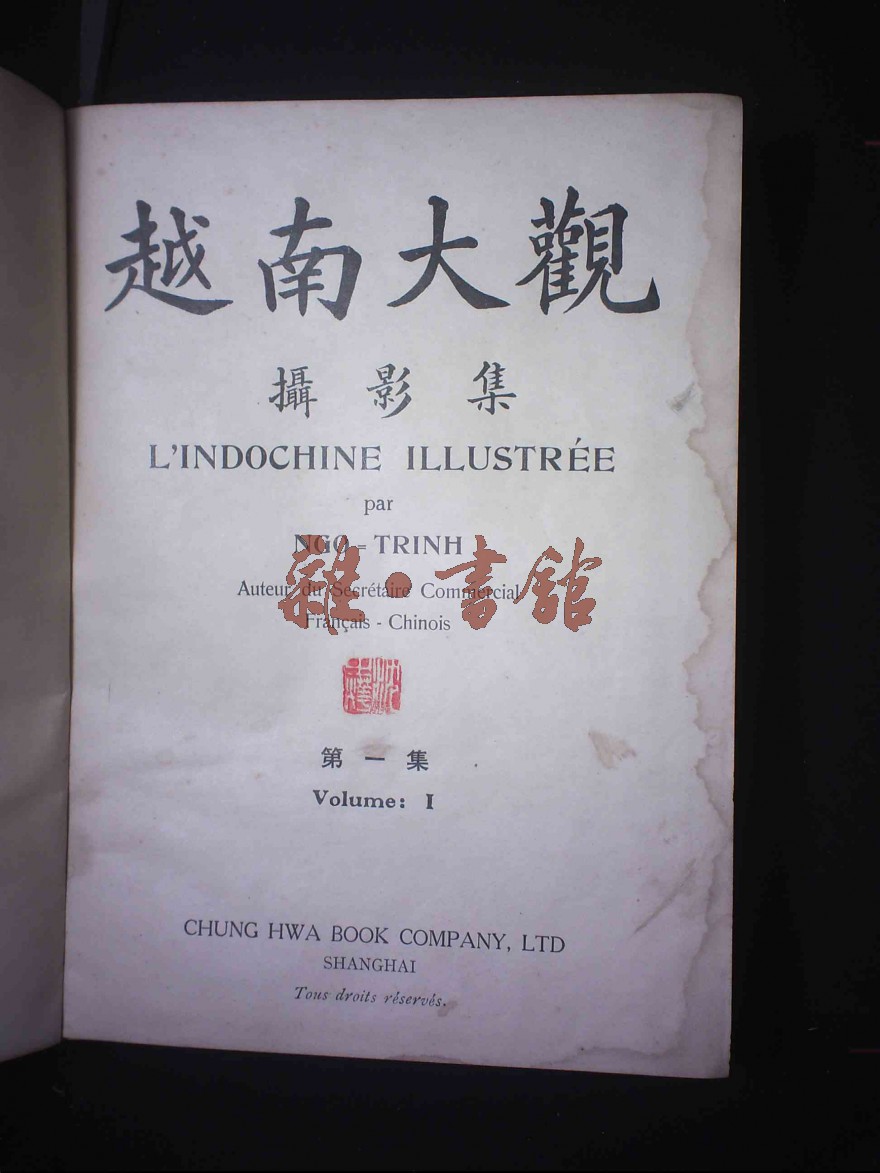 越南大觀
攝影集
L'INDOCHINE ILLUSTRÉE
par
NGO=TRINH
Auteur du Secrétaire Commercial
Français - Chinois
雜·書館
第一集
Volume: I
CHUNG HWA BOOK COMPANY, LTD
SHANGHAI
Tous droits réservés.